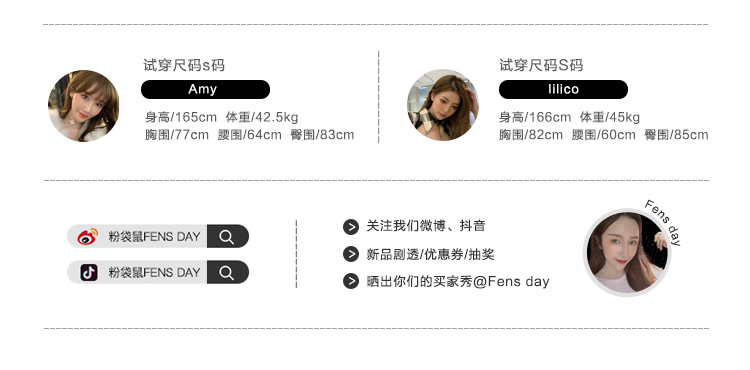 试穿尺码s码
Amy
身高/165cm 体重/42.5kg
胸围/77cm 腰围/64cm 臀围/83cm
试穿尺码S码
lilico
身高/166cm 体重/45kg
胸围/82cm 腰围/60cm 臀围/85cm
粉袋鼠FENS DAY
粉袋鼠FENS DAY
关注我们微博、抖音
新品剧透/优惠券/抽奖
晒出你们的买家秀@Fens day
Fens day